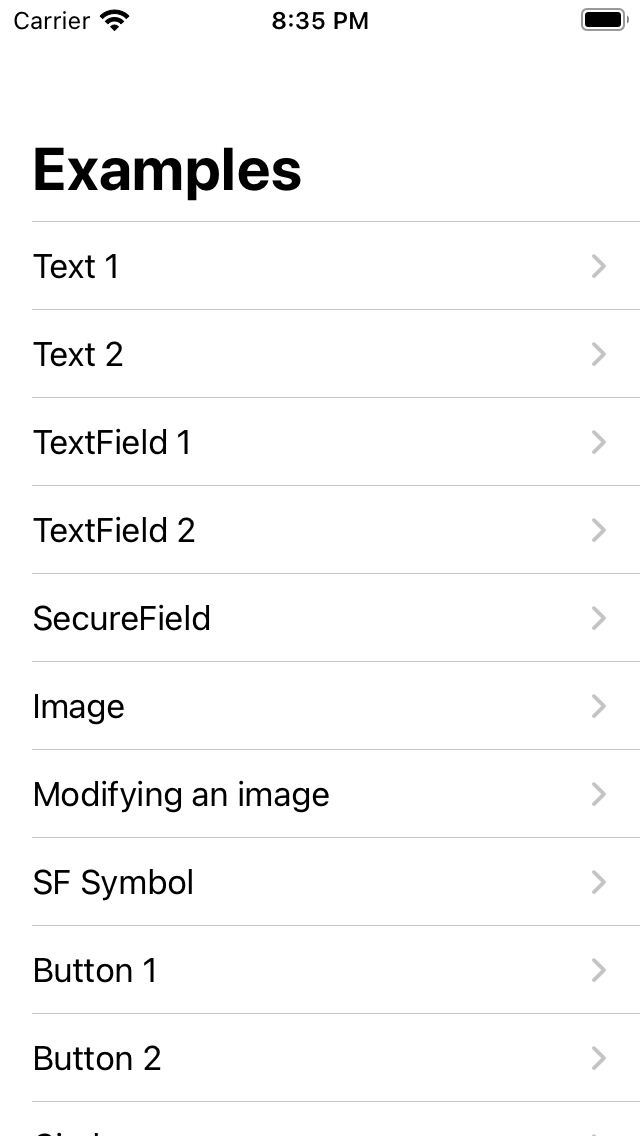 Carrier
8:35 PM
Examples
Text 1
Text 2
TextField 1
TextField 2
SecureField
Image
Modifying an image
SF Symbol
Button 1
Button 2